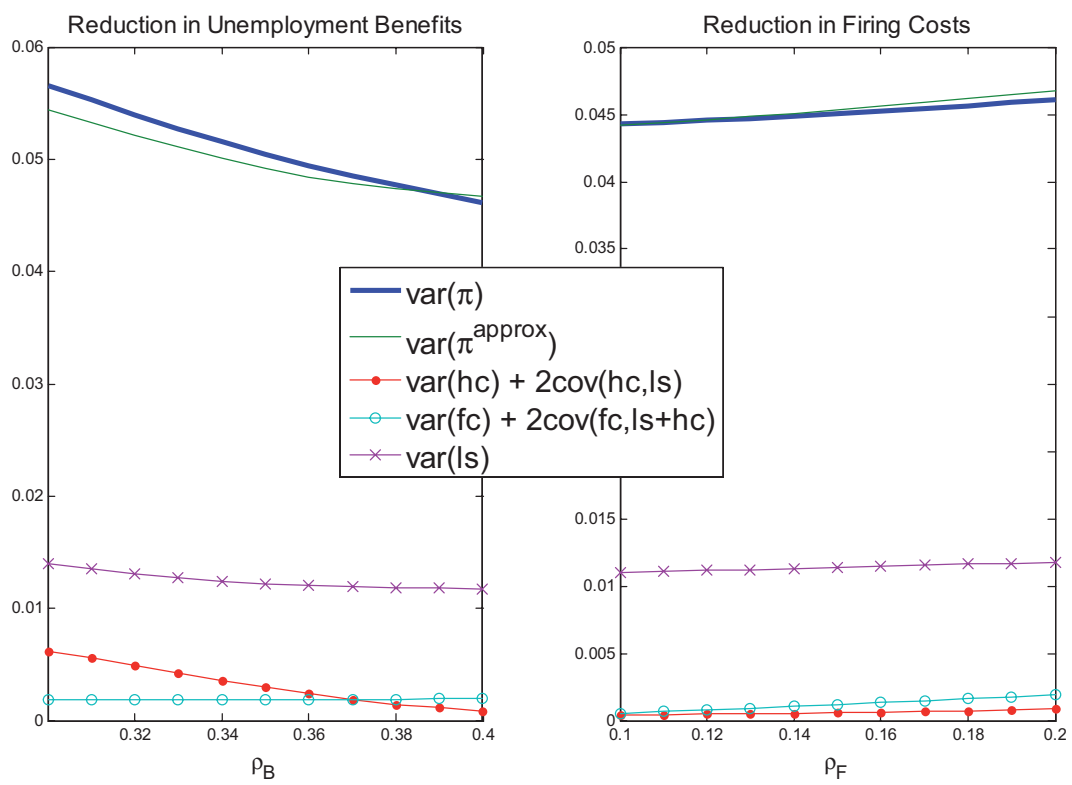 Reduction in Unemployment Benefits
0.06
0.05
0.04
0.03
0.02
0.01
0
0.32
0.34
0.36
0.38
0.4
ρB
Reduction in Firing Costs
0.05
0.045
0.04
0.035
0.015
0.01
0.005
0
0.1
0.12
0.14
0.16
0.18
0.2
ρF
var(π)
var(π^approx)
var(hc) + 2cov(hc,ls)
var(fc) + 2cov(fc,ls+hc)
var(ls)